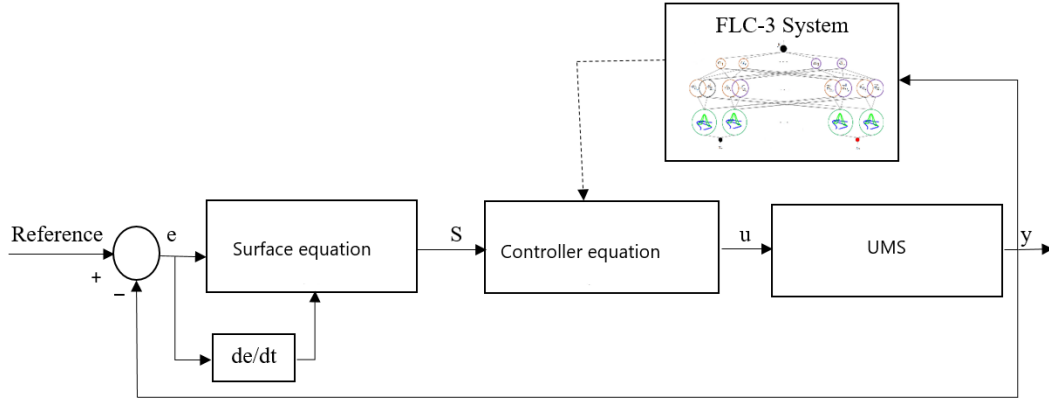 FLC-3 System
Reference
+
−
e
Surface equation
S
Controller equation
u
UMS
y
de/dt